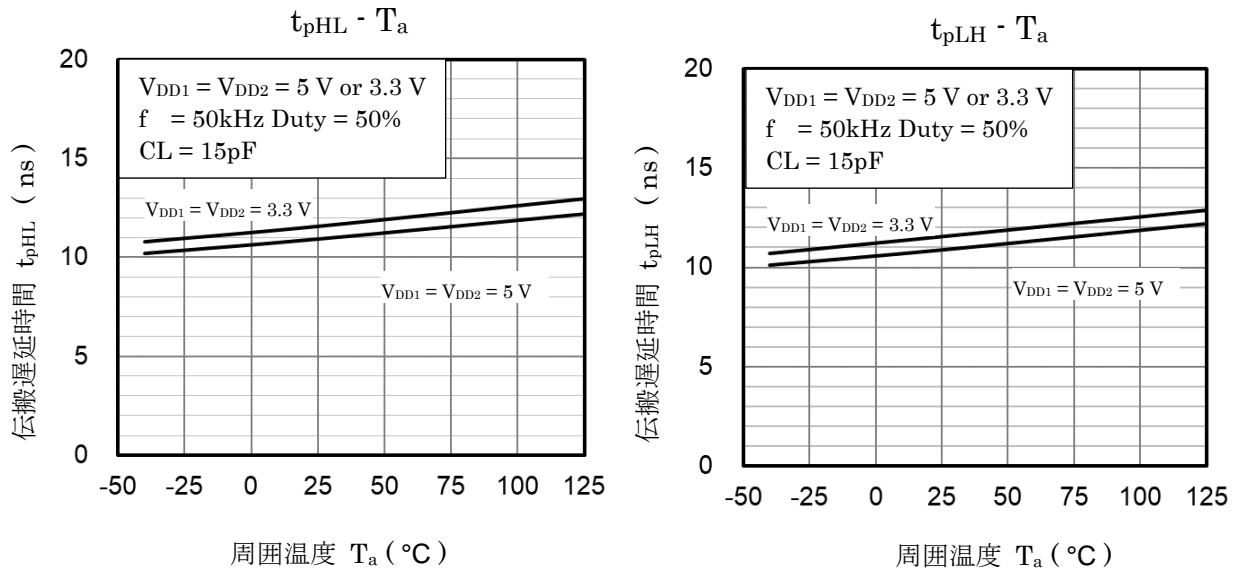 tpHL - Ta
20
15
10
5
0
VDD1 = VDD2 = 5 V or 3.3 V
f = 50kHz Duty = 50%
CL = 15pF
VDD1 = VDD2 = 3.3 V
VDD1 = VDD2 = 5 V
伝搬遅延時間 tpHL ( ns )
-50 -25 0 25 50 75 100 125
周囲温度 Ta ( °C )
tpLH - Ta
20
15
10
5
0
VDD1 = VDD2 = 5 V or 3.3 V
f = 50kHz Duty = 50%
CL = 15pF
VDD1 = VDD2 = 3.3 V
VDD1 = VDD2 = 5 V
伝搬遅延時間 tpLH ( ns )
-50 -25 0 25 50 75 100 125
周囲温度 Ta ( °C )